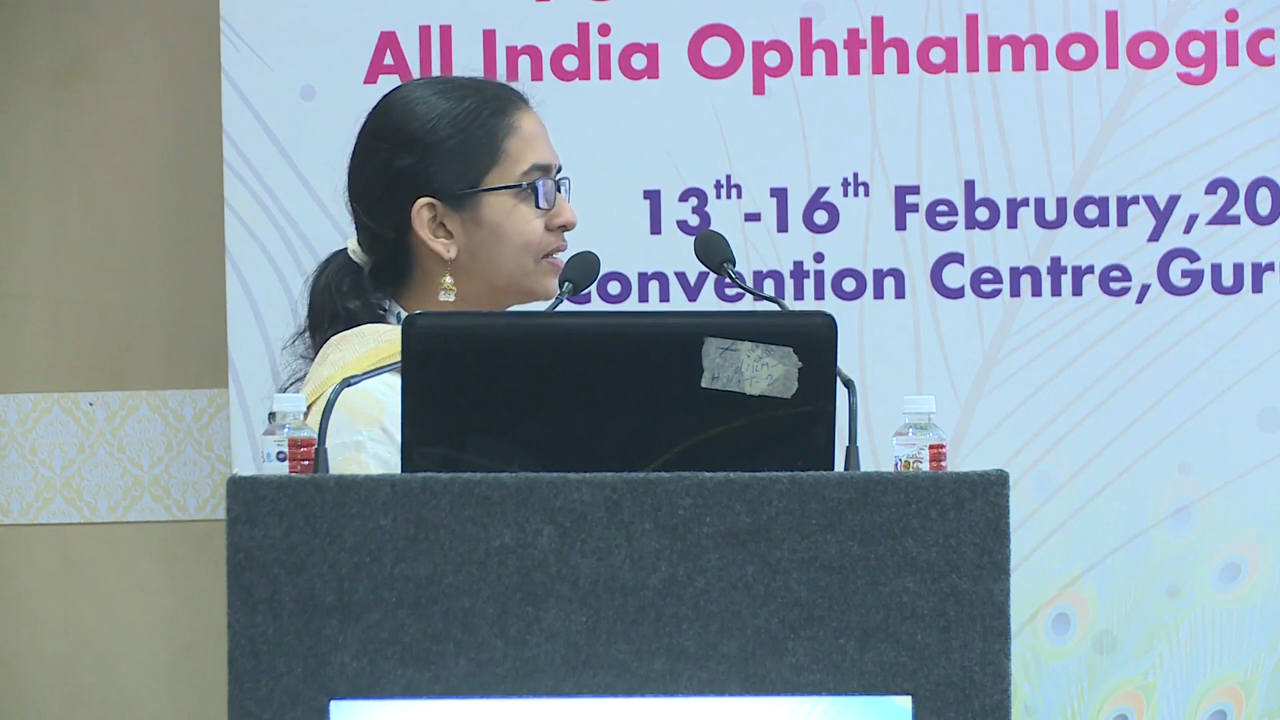 All India Ophthalmologic
13th-16th February,20
Convention Centre,Gur